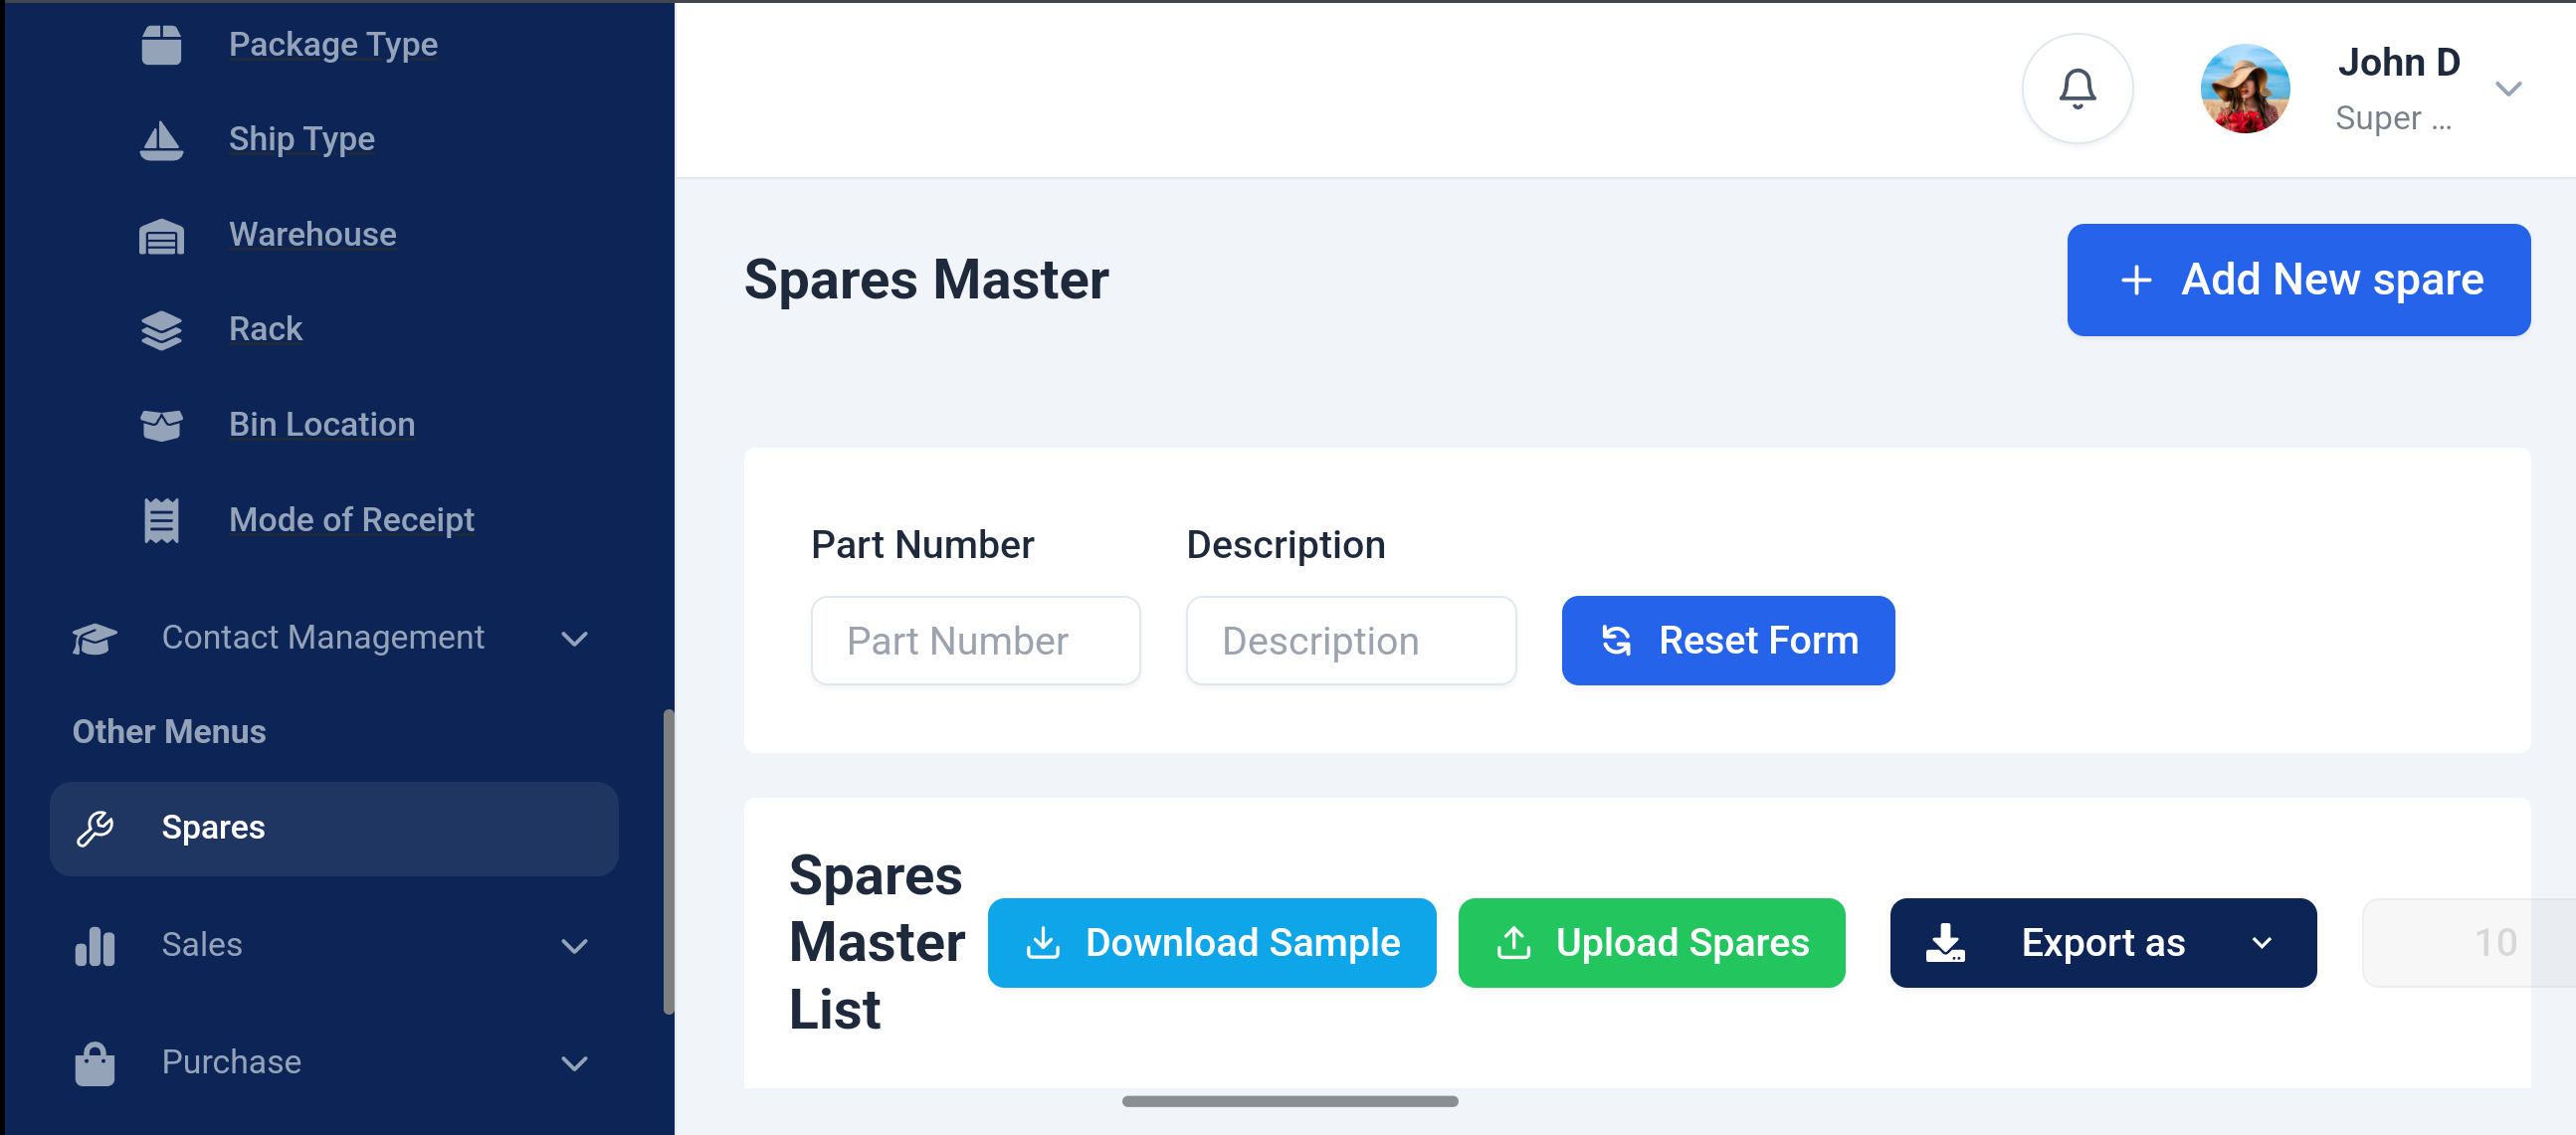 Package Type
Ship Type
Warehouse
Rack
Bin Location
Mode of Receipt
Contact Management
Other Menus
Spares
Sales
Purchase
John D
Super ...
Spares Master
Add New spare
Part Number
Description
Part Number
Description
Reset Form
Spares
Master
List
Download Sample
Upload Spares
Export as
10